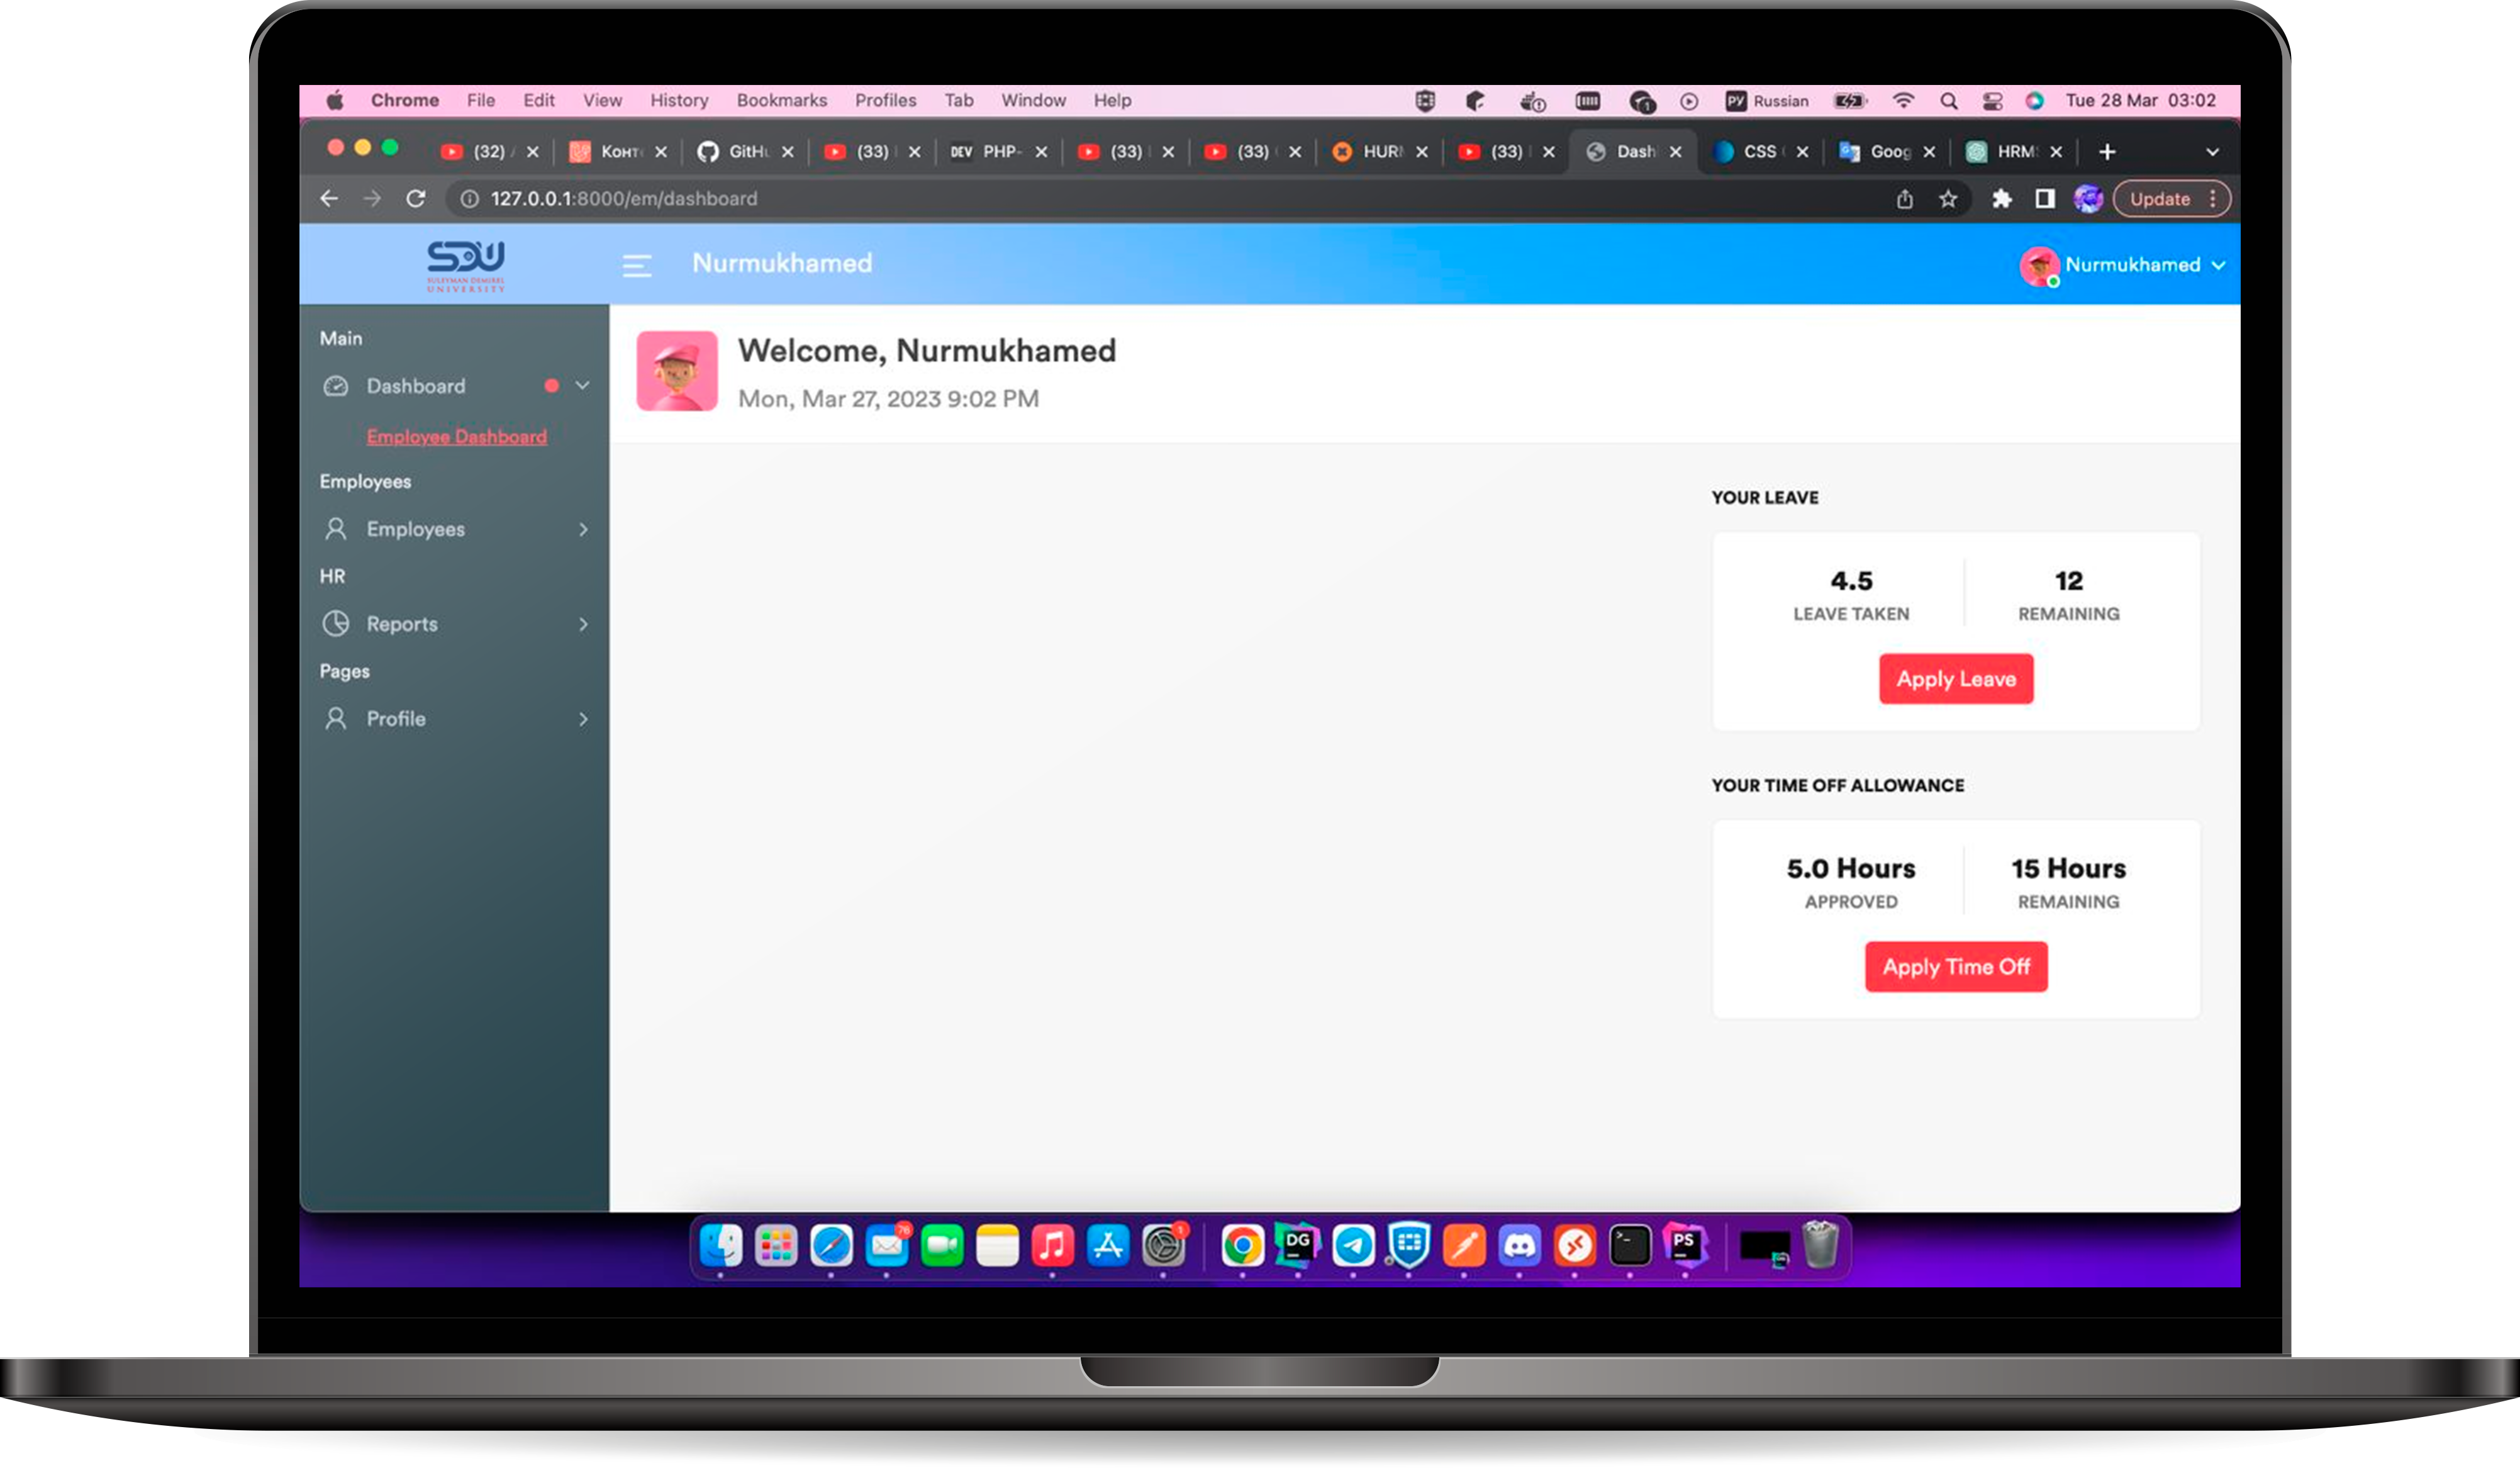 Chrome File Edit View History Bookmarks Profiles Tab Window Help РУ Russian Tue 28 Mar 03:02
(32) Конт GitHu (33) DEV PHP- (33) (33) HUR (33) Dash CSS Goog HRM
127.0.0.1:8000/em/dashboard Update
SDU
SULEYMAN DEMIREL
UNIVERSITY
Nurmukhamed
Nurmukhamed
Main
Dashboard
Employee Dashboard
Employees
Employees
HR
Reports
Pages
Profile
Welcome, Nurmukhamed
Mon, Mar 27, 2023 9:02 PM
YOUR LEAVE
4.5 12
LEAVE TAKEN REMAINING
Apply Leave
YOUR TIME OFF ALLOWANCE
5.0 Hours 15 Hours
APPROVED REMAINING
Apply Time Off
76 1 DG PS